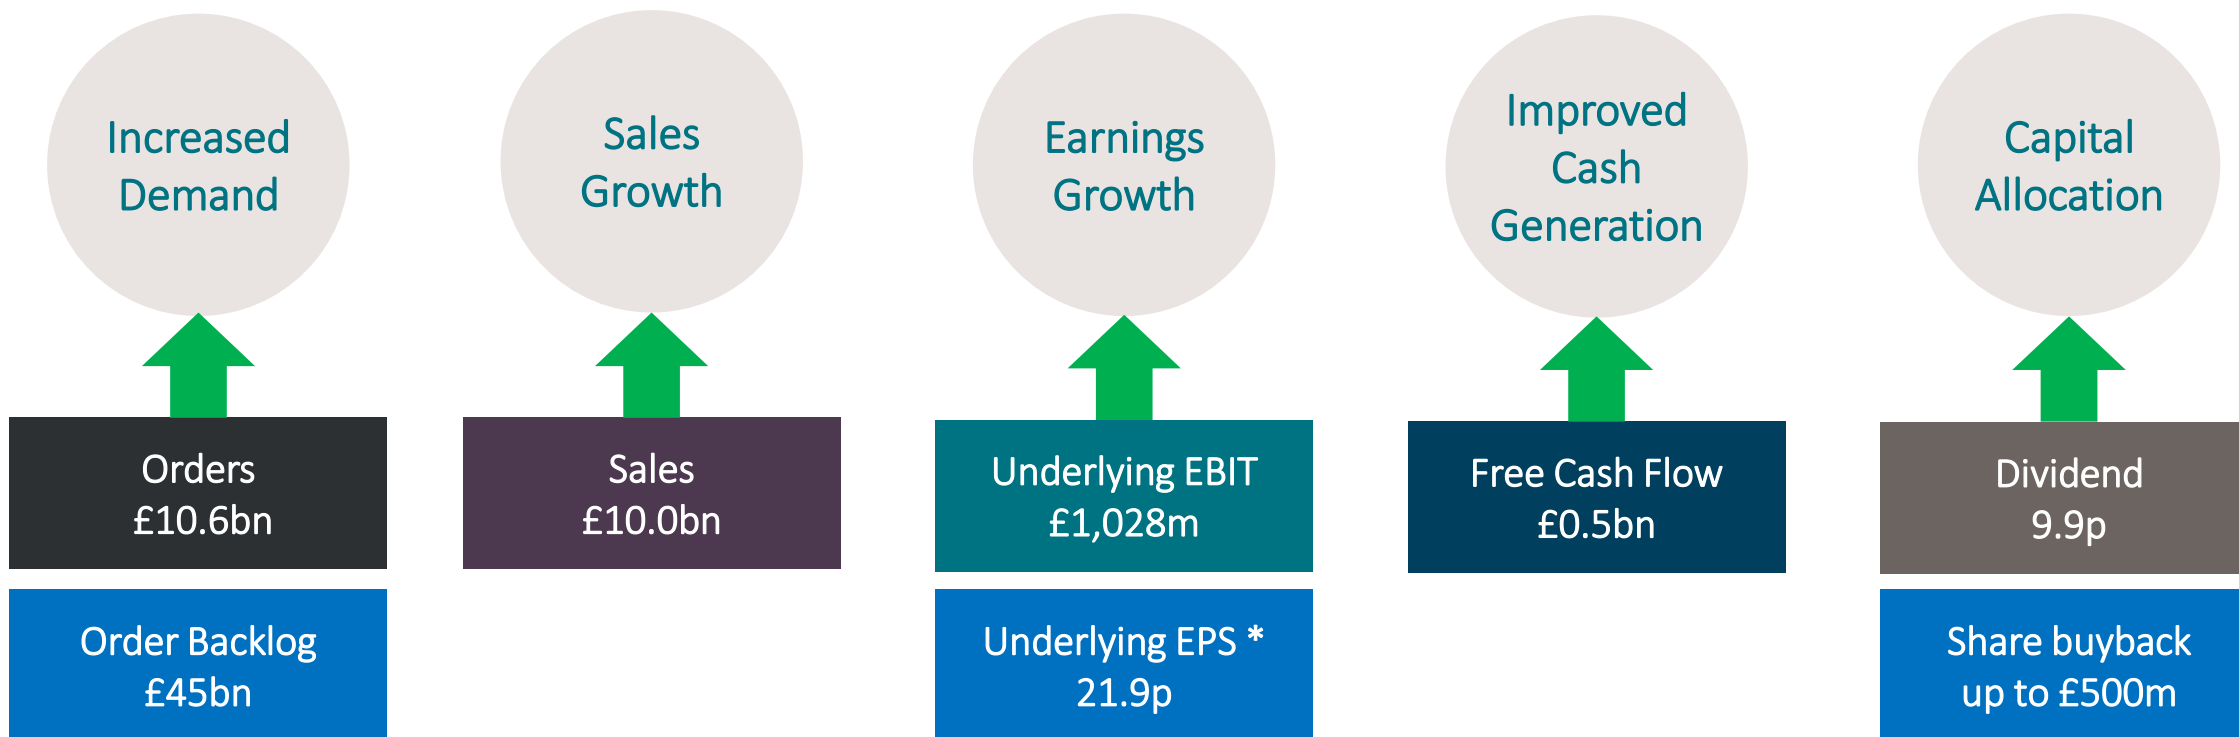 Increased
Demand
Sales
Growth
Earnings
Growth
Improved
Cash
Generation
Capital
Allocation
Orders
£10.6bn
Sales
£10.0bn
Underlying EBIT
£1,028m
Free Cash Flow
£0.5bn
Dividend
9.9p
Order Backlog
£45bn
Underlying EPS *
21.9p
Share buyback
up to £500m